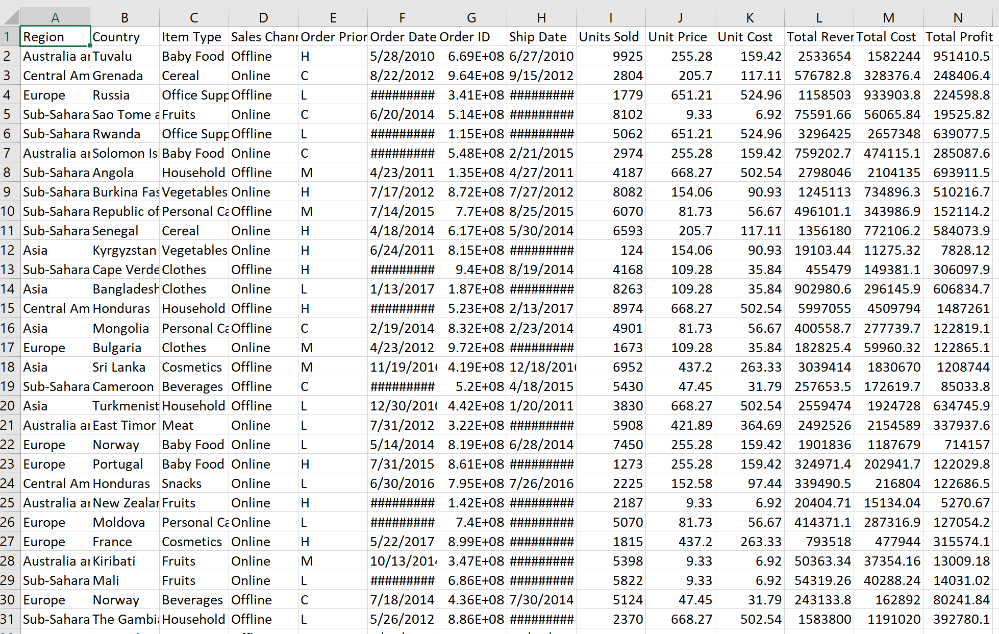 A B C D E F G H I J K L M N
1 Region Country Item Type Sales Chann Order Prior Order Date Order ID Ship Date Units Sold Unit Price Unit Cost Total Rever Total Cost Total Profit
2 Australia an Tuvalu Baby Food Offline H 5/28/2010 6.69E+08 6/27/2010 9925 255.28 159.42 2533654 1582244 951410.5
3 Central Am Grenada Cereal Online C 8/22/2012 9.64E+08 9/15/2012 2804 205.7 117.11 576782.8 328376.4 248406.4
4 Europe Russia Office Supp Offline L ######### 3.41E+08 ######### 1779 651.21 524.96 1158503 933903.8 224598.8
5 Sub-Sahara Sao Tome a Fruits Online C 6/20/2014 5.14E+08 ######### 8102 9.33 6.92 75591.66 56065.84 19525.82
6 Sub-Sahara Rwanda Office Supp Offline L ######### 1.15E+08 ######### 5062 651.21 524.96 3296425 2657348 639077.5
7 Australia an Solomon Isl Baby Food Online C ######### 5.48E+08 2/21/2015 2974 255.28 159.42 759202.7 474115.1 285087.6
8 Sub-Sahara Angola Household Offline M 4/23/2011 1.35E+08 4/27/2011 4187 668.27 502.54 2798046 2104135 693911.5
9 Sub-Sahara Burkina Fas Vegetables Online H 7/17/2012 8.72E+08 7/27/2012 8082 154.06 90.93 1245113 734896.3 510216.7
10 Sub-Sahara Republic of Personal Ca Offline M 7/14/2015 7.7E+08 8/25/2015 6070 81.73 56.67 496101.1 343986.9 152114.2
11 Sub-Sahara Senegal Cereal Online H 4/18/2014 6.17E+08 5/30/2014 6593 205.7 117.11 1356180 772106.2 584073.9
12 Asia Kyrgyzstan Vegetables Online H 6/24/2011 8.15E+08 ######### 124 154.06 90.93 19103.44 11275.32 7828.12
13 Sub-Sahara Cape Verde Clothes Offline H ######### 9.4E+08 8/19/2014 4168 109.28 35.84 455479 149381.1 306097.9
14 Asia Bangladesh Clothes Online L 1/13/2017 1.87E+08 ######### 8263 109.28 35.84 902980.6 296145.9 606834.7
15 Central Am Honduras Household Offline H ######### 5.23E+08 2/13/2017 8974 668.27 502.54 5997055 4509794 1487261
16 Asia Mongolia Personal Ca Offline C 2/19/2014 8.32E+08 2/23/2014 4901 81.73 56.67 400558.7 277739.7 122819.1
17 Europe Bulgaria Clothes Online M 4/23/2012 9.72E+08 ######### 1673 109.28 35.84 182825.4 59960.32 122865.1
18 Asia Sri Lanka Cosmetics Offline M 11/19/2016 4.19E+08 12/18/2016 6952 437.2 263.33 3039414 1830670 1208744
19 Sub-Sahara Cameroon Beverages Offline C ######### 5.2E+08 4/18/2015 5430 47.45 31.79 257653.5 172619.7 85033.8
20 Asia Turkmenist Household Offline L 12/30/2010 4.42E+08 1/20/2011 3830 668.27 502.54 2559474 1924728 634745.9
21 Australia an East Timor Meat Online L 7/31/2012 3.22E+08 ######### 5908 421.89 364.69 2492526 2154589 337937.6
22 Europe Norway Baby Food Online L 5/14/2014 8.19E+08 6/28/2014 7450 255.28 159.42 1901836 1187679 714157
23 Europe Portugal Baby Food Online H 7/31/2015 8.61E+08 ######### 1273 255.28 159.42 324971.4 202941.7 122029.8
24 Central Am Honduras Snacks Online L 6/30/2016 7.95E+08 7/26/2016 2225 152.58 97.44 339490.5 216804 122686.5
25 Australia an New Zealan Fruits Online H ######### 1.42E+08 ######### 2187 9.33 6.92 20404.71 15134.04 5270.67
26 Europe Moldova Personal Ca Online L ######### 7.4E+08 ######### 5070 81.73 56.67 414371.1 287316.9 127054.2
27 Europe France Cosmetics Online H 5/22/2017 8.99E+08 ######### 1815 437.2 263.33 793518 477944 315574.1
28 Australia an Kiribati Fruits Online M 10/13/2014 3.47E+08 ######### 5398 9.33 6.92 50363.34 37354.16 13009.18
29 Sub-Sahara Mali Fruits Online L ######### 6.86E+08 ######### 5822 9.33 6.92 54319.26 40288.24 14031.02
30 Europe Norway Beverages Offline C 7/18/2014 4.36E+08 7/30/2014 5124 47.45 31.79 243133.8 162892 80241.84
31 Sub-Sahara The Gambia Household Offline L 5/26/2012 8.86E+08 ######### 2370 668.27 502.54 1583800 1191020 392780.1